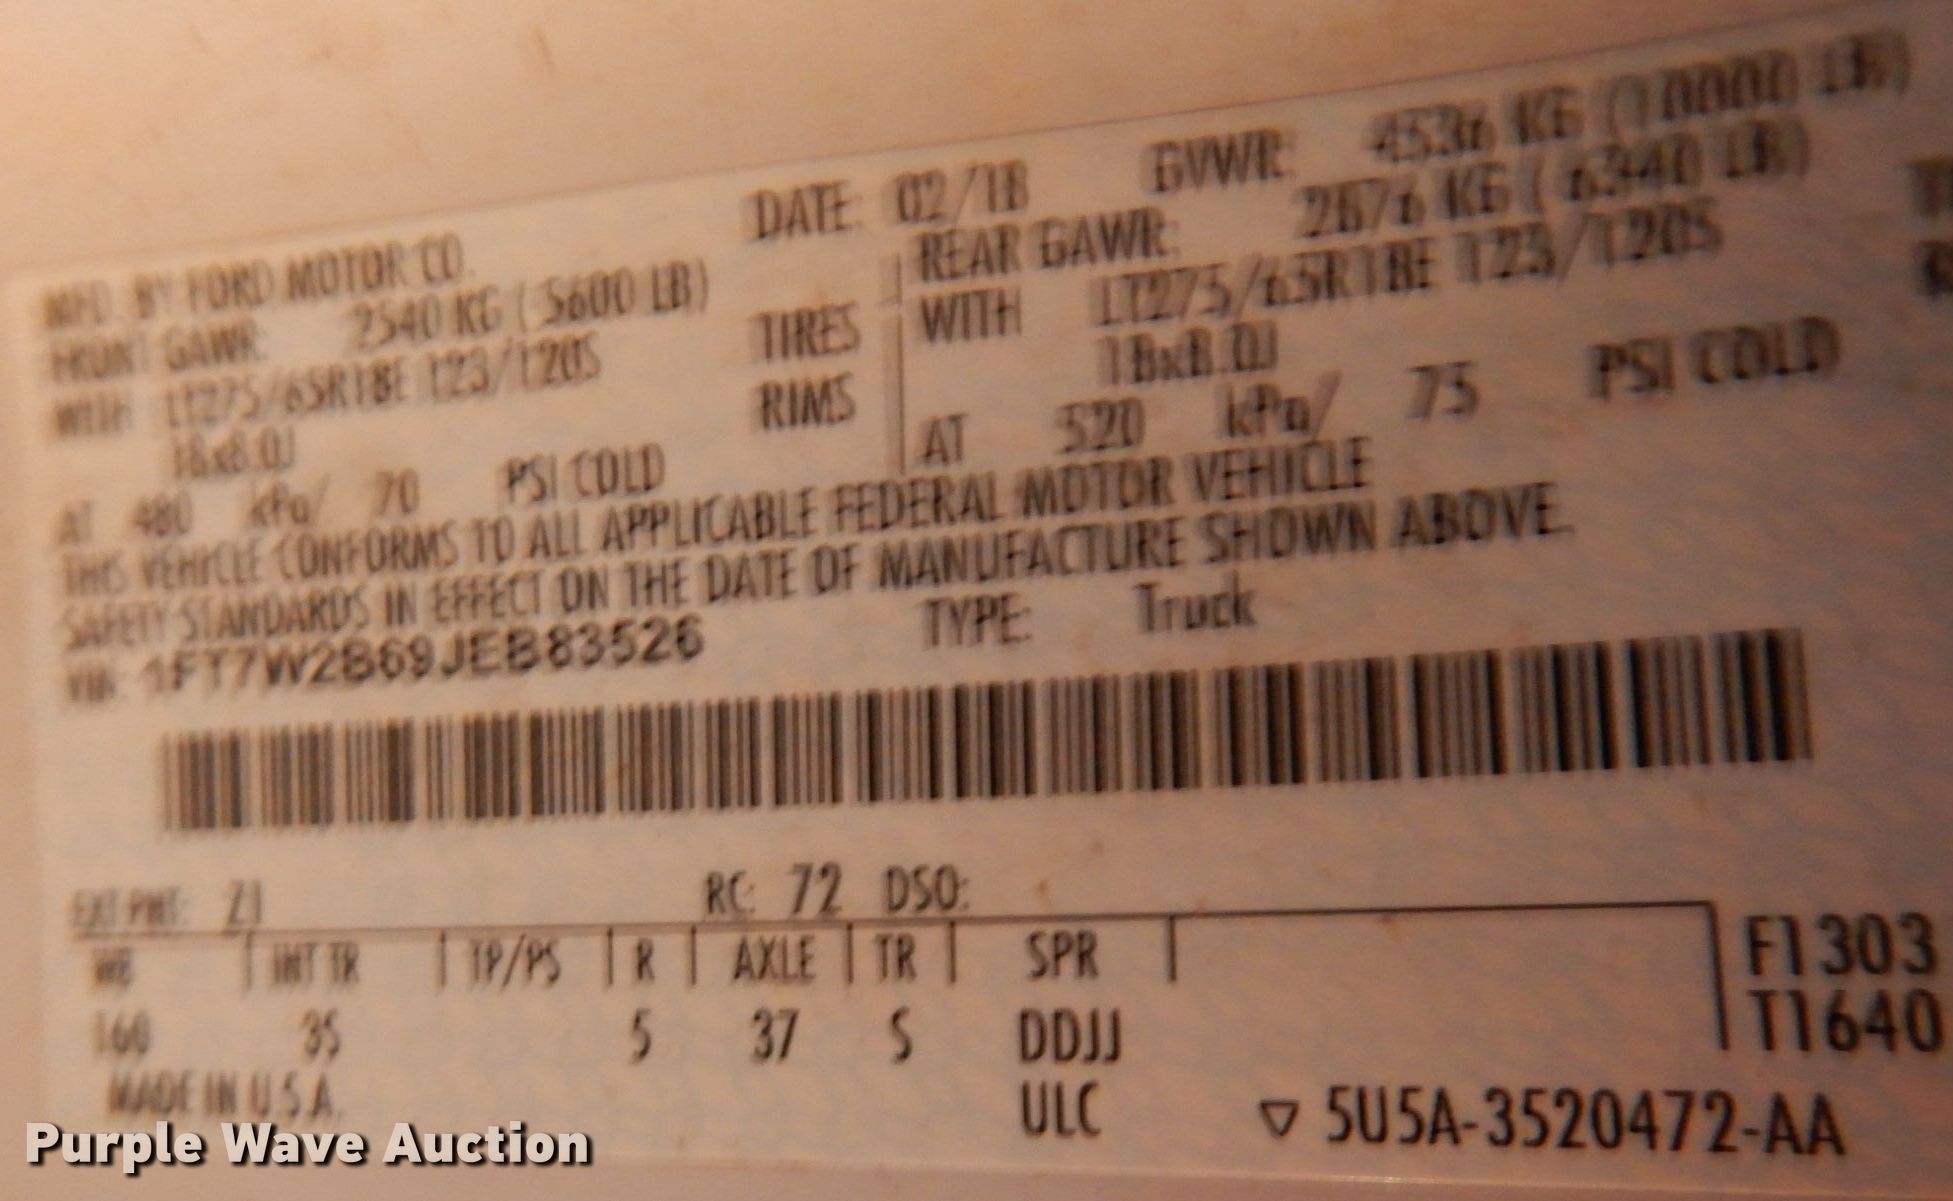 MFD. BY FORD MOTOR CO. DATE: 02/18 GVWR: 4536 KG (10000 LB)
FRONT GAWR: 2540 KG ( 5600 LB) REAR GAWR: 2876 KG ( 6340 LB)
WITH LT275/65R18E 123/120S TIRES WITH LT275/65R18E 123/120S
18x8.0J RIMS 18x8.0J
AT 480 kPa/ 70 PSI COLD AT 520 kPa/ 75 PSI COLD
THIS VEHICLE CONFORMS TO ALL APPLICABLE FEDERAL MOTOR VEHICLE
SAFETY STANDARDS IN EFFECT ON THE DATE OF MANUFACTURE SHOWN ABOVE.
VIN: 1FT7W2B69JEB83526 TYPE: Truck
EXT PNT: Z1 RC: 72 DSO:
WB INT TR TP/PS R AXLE TR SPR F1303
160 3S 5 37 S DDJJ T1640
MADE IN U.S.A. ULC ▽ 5U5A-3520472-AA
Purple Wave Auction